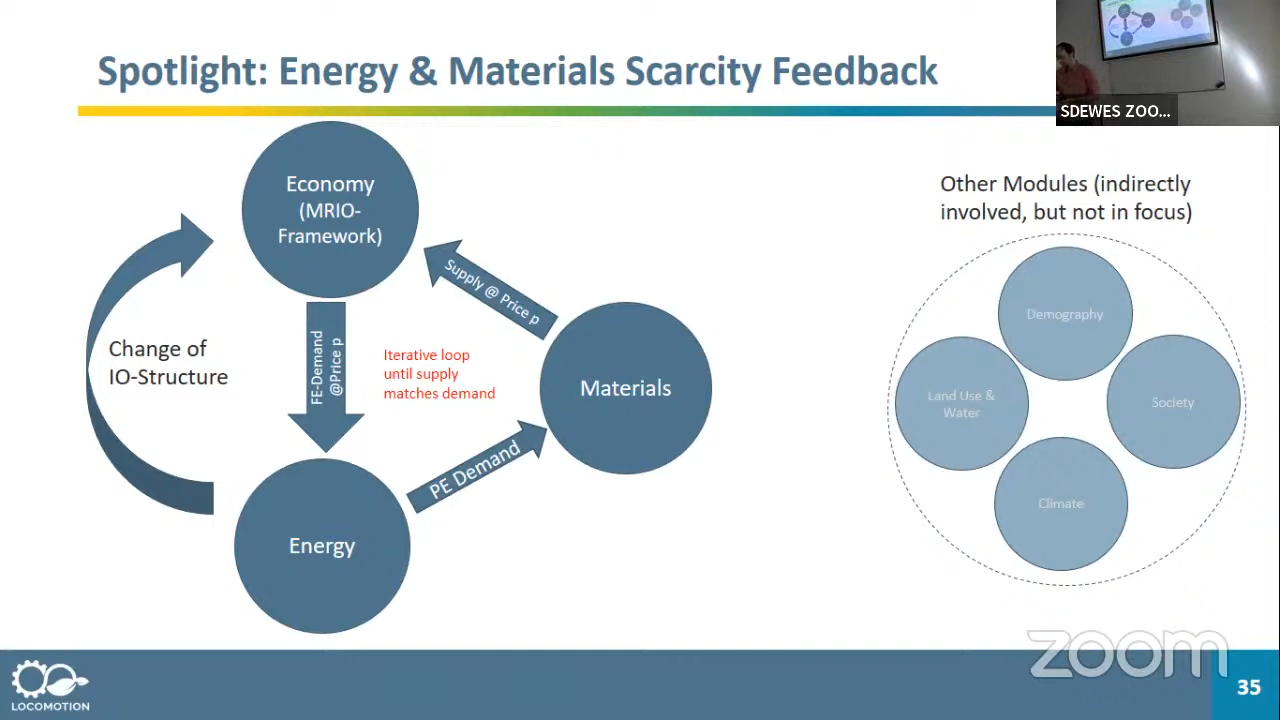 Spotlight: Energy & Materials Scarcity Feedback
SDEWES ZOO...
Economy
(MRIO-
Framework)
Supply @ Price p
FE-Demand
@Price p
Iterative loop
until supply
matches demand
Change of
IO-Structure
Materials
PE Demand
Energy
Other Modules (indirectly
involved, but not in focus)
Demography
Land Use &
Water
Society
Climate
zoom
LOCOMOTION
35